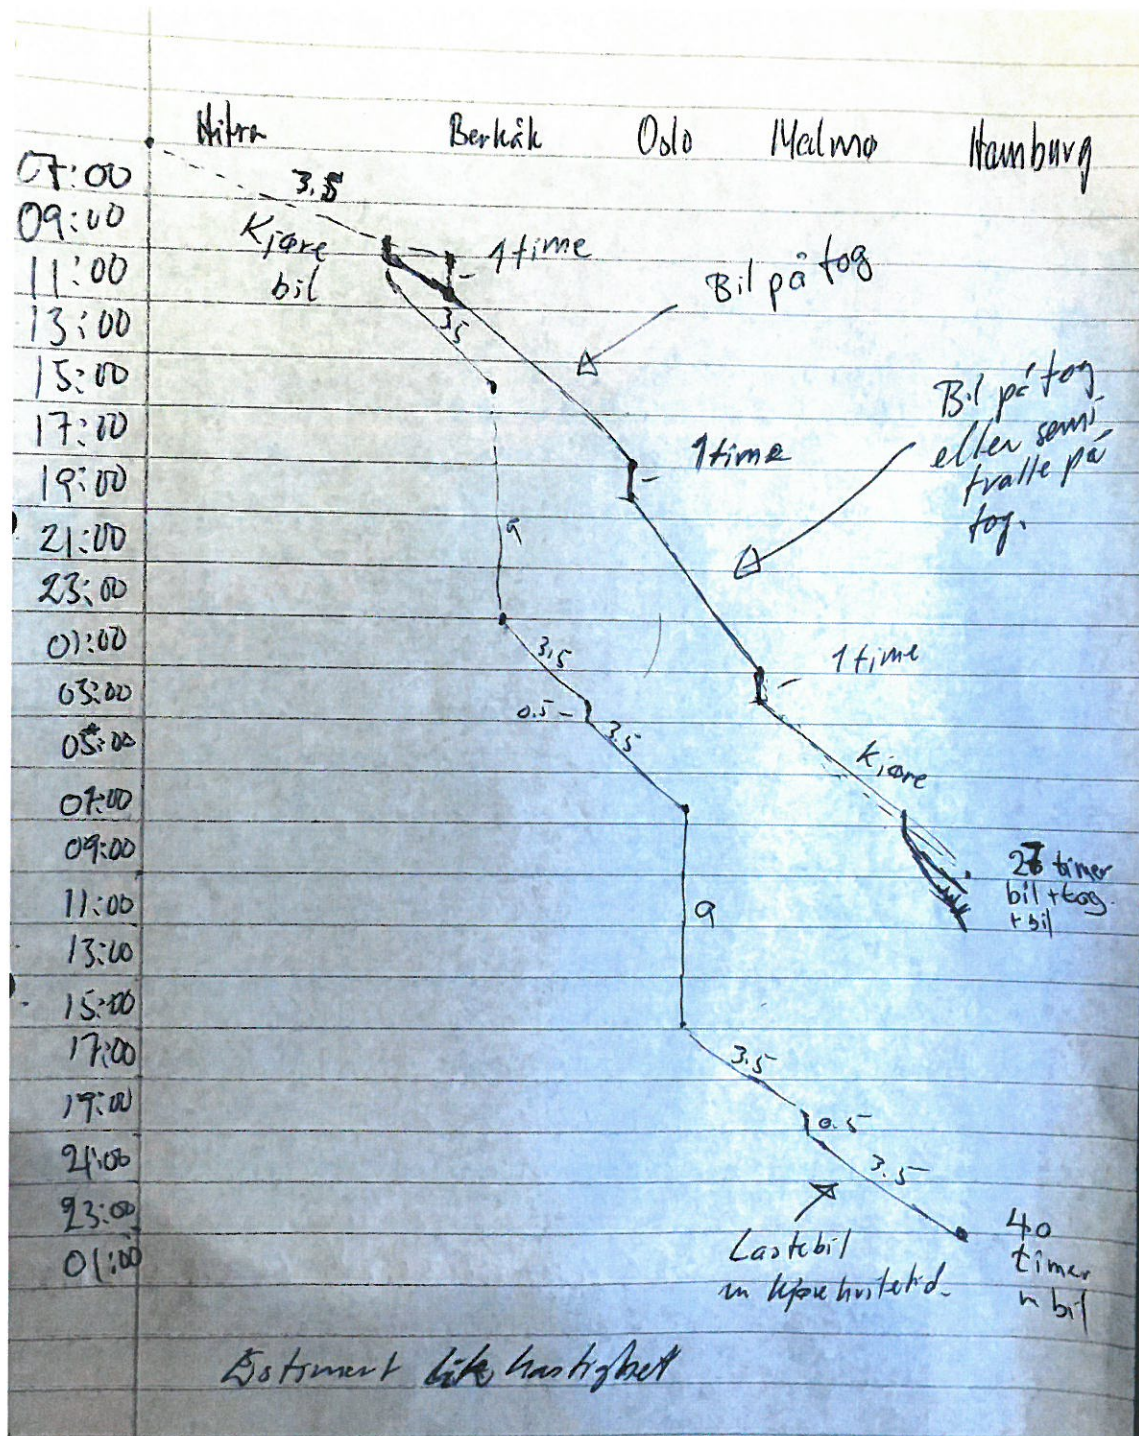 Hitra Berkåk Oslo Malmø Hamburg
07:00
3.5
09:00
Kjøre
bil
1 time
11:00
Bil på tog
13:00
3.5
15:00
Bil på tog
eller semi
tralle på
tog.
17:00
1 time
19:00
21:00
9
23:00
01:00
3.5
1 time
03:00
0.5 -
05:00
3.5
Kjøre
07:00
09:00
27 timer
bil + tog
+ bil
11:00
9
13:00
15:00
17:00
3.5
19:00
0.5
21:00
3.5
23:00
40
timer
m bil
01:00
Lastebil
m kjøre hviletid.
Estimert lik hastighet